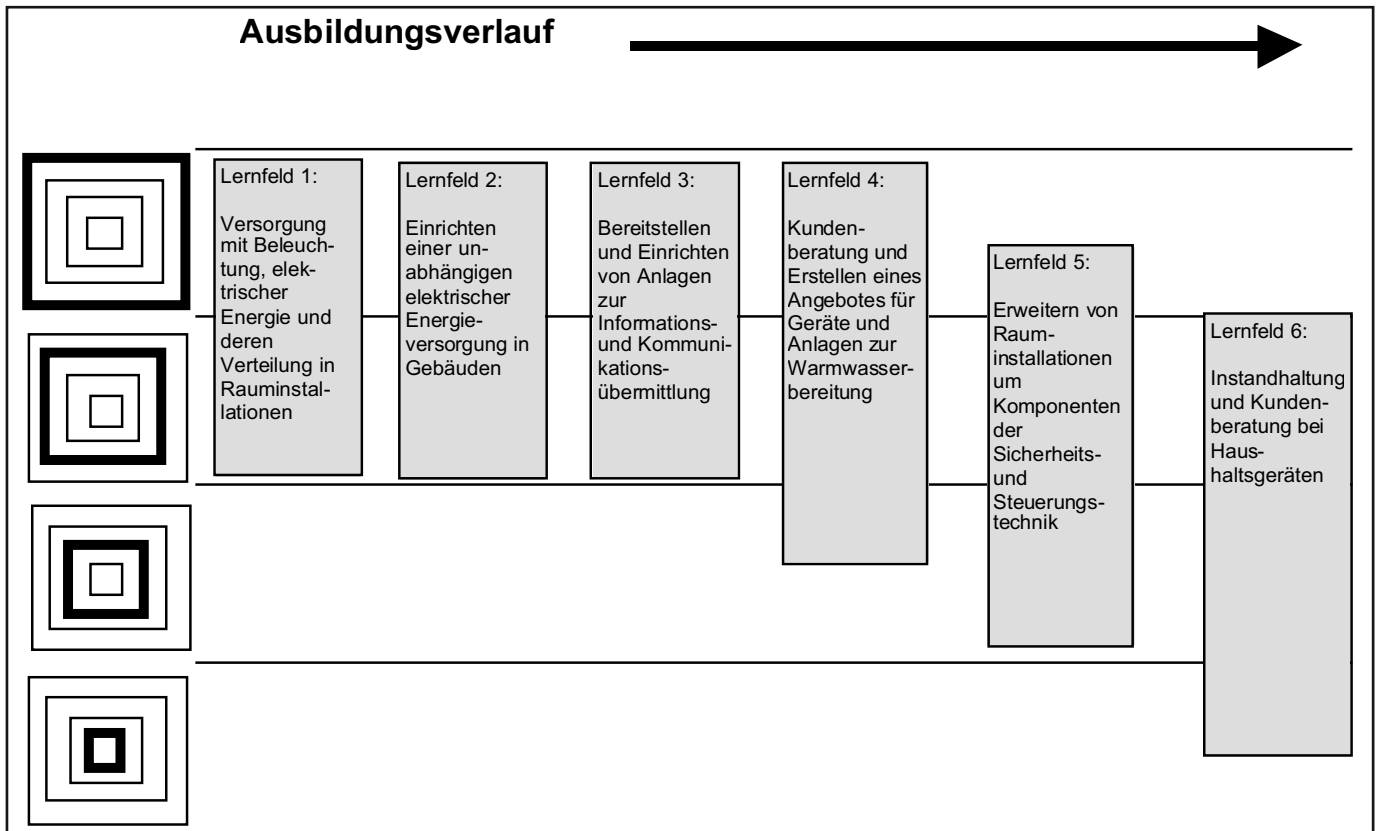 Ausbildungsverlauf
Lernfeld 1:
Versorgung
mit Beleuch-
tung, elek-
trischer
Energie und
deren
Verteilung in
Rauminstal-
lationen
Lernfeld 2:
Einrichten
einer un-
abhängigen
elektrischer
Energie-
versorgung in
Gebäuden
Lernfeld 3:
Bereitstellen
und Einrichten
von Anlagen
zur
Informations-
und Kommuni-
kations-
übermittlung
Lernfeld 4:
Kunden-
beratung und
Erstellen eines
Angebotes für
Geräte und
Anlagen zur
Warmwasser-
bereitung
Lernfeld 5:
Erweitern von
Raum-
installationen
um
Komponenten
der
Sicherheits-
und
Steuerungs-
technik
Lernfeld 6:
Instandhaltung
und Kunden-
beratung bei
Haus-
haltsgeräten